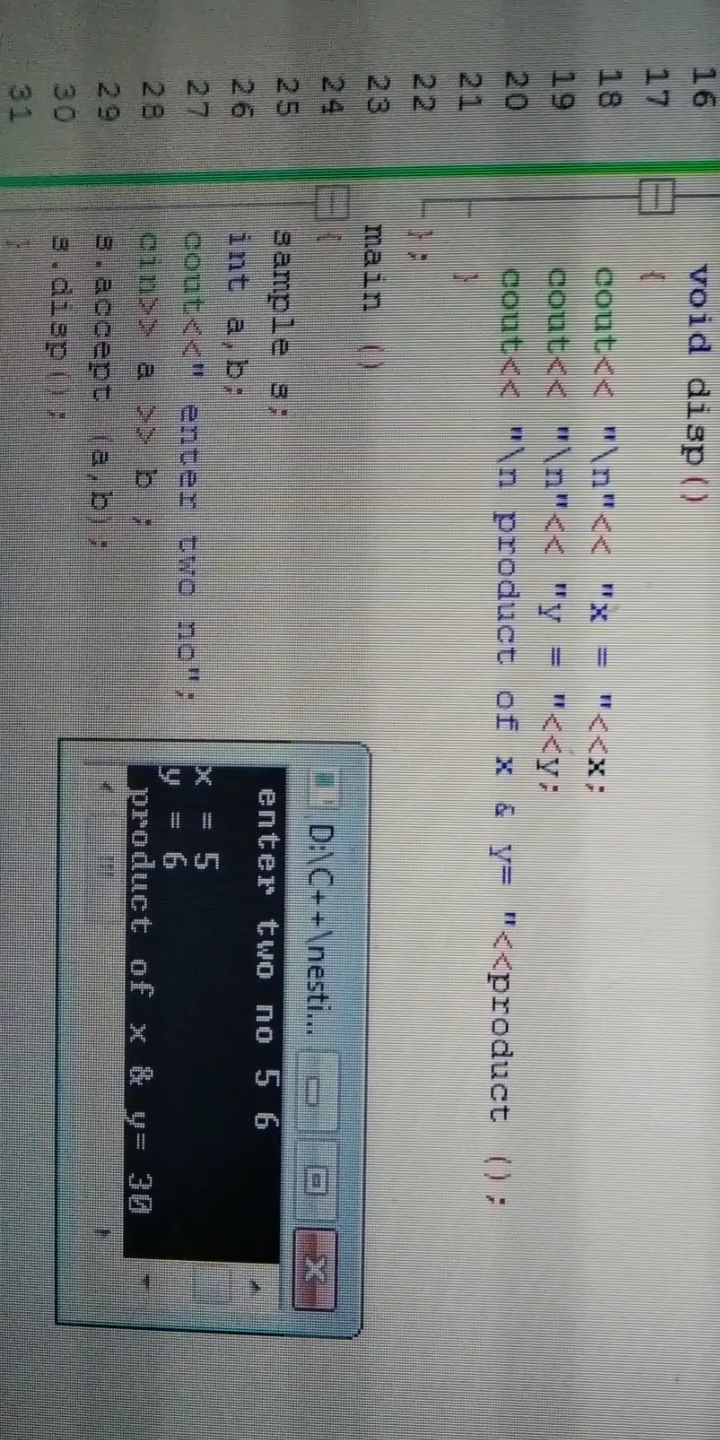 16 void disp()
17 {
18 cout<< "\n"<< "x = "<<x;
19 cout<< "\n"<< "y = "<<y;
20 cout<< "\n product of x & y= "<<product ();
21 }
22 };
23 main ()
24 {
25 sample s;
26 int a,b;
27 cout<<" enter two no";
28 cin>> a >> b ;
29 s.accept (a,b);
30 s.disp();
31 }
D:\C++\nesti...
enter two no 5 6
x = 5
y = 6
product of x & y= 30